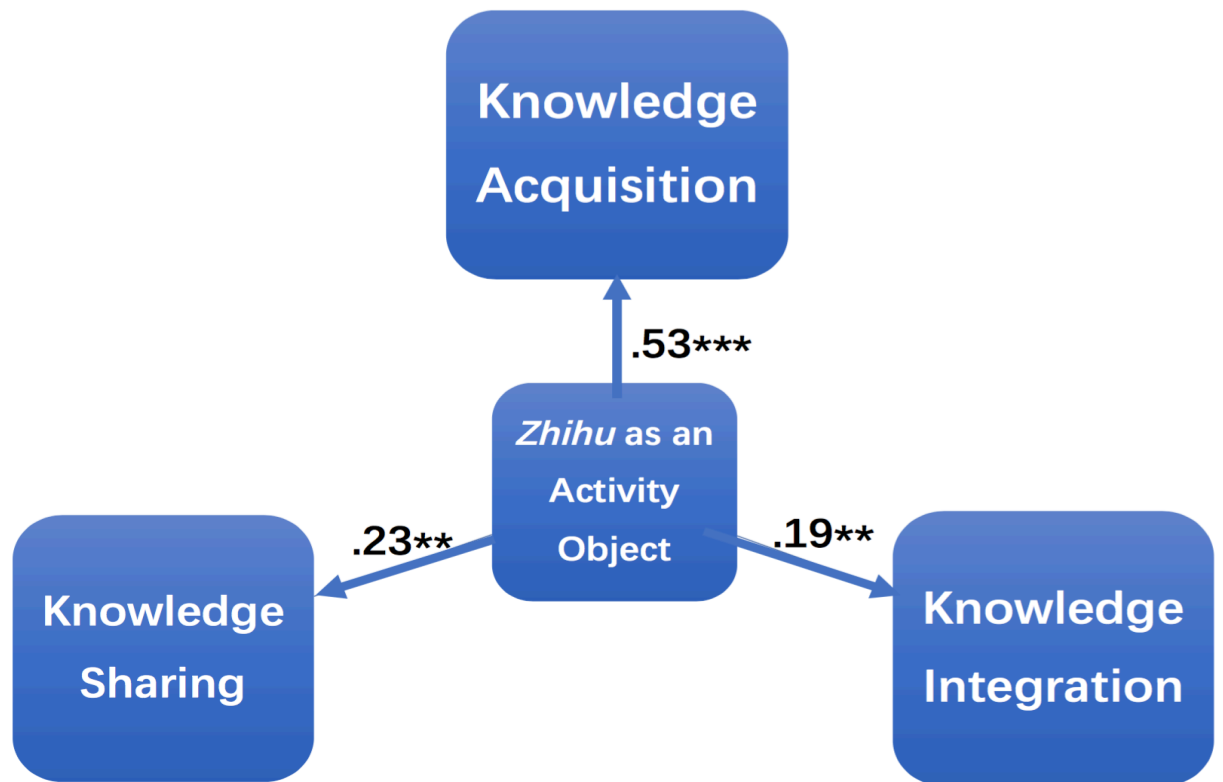 Knowledge
Acquisition
.53***
Zhihu as an
Activity
Object
.23**
.19**
Knowledge
Sharing
Knowledge
Integration